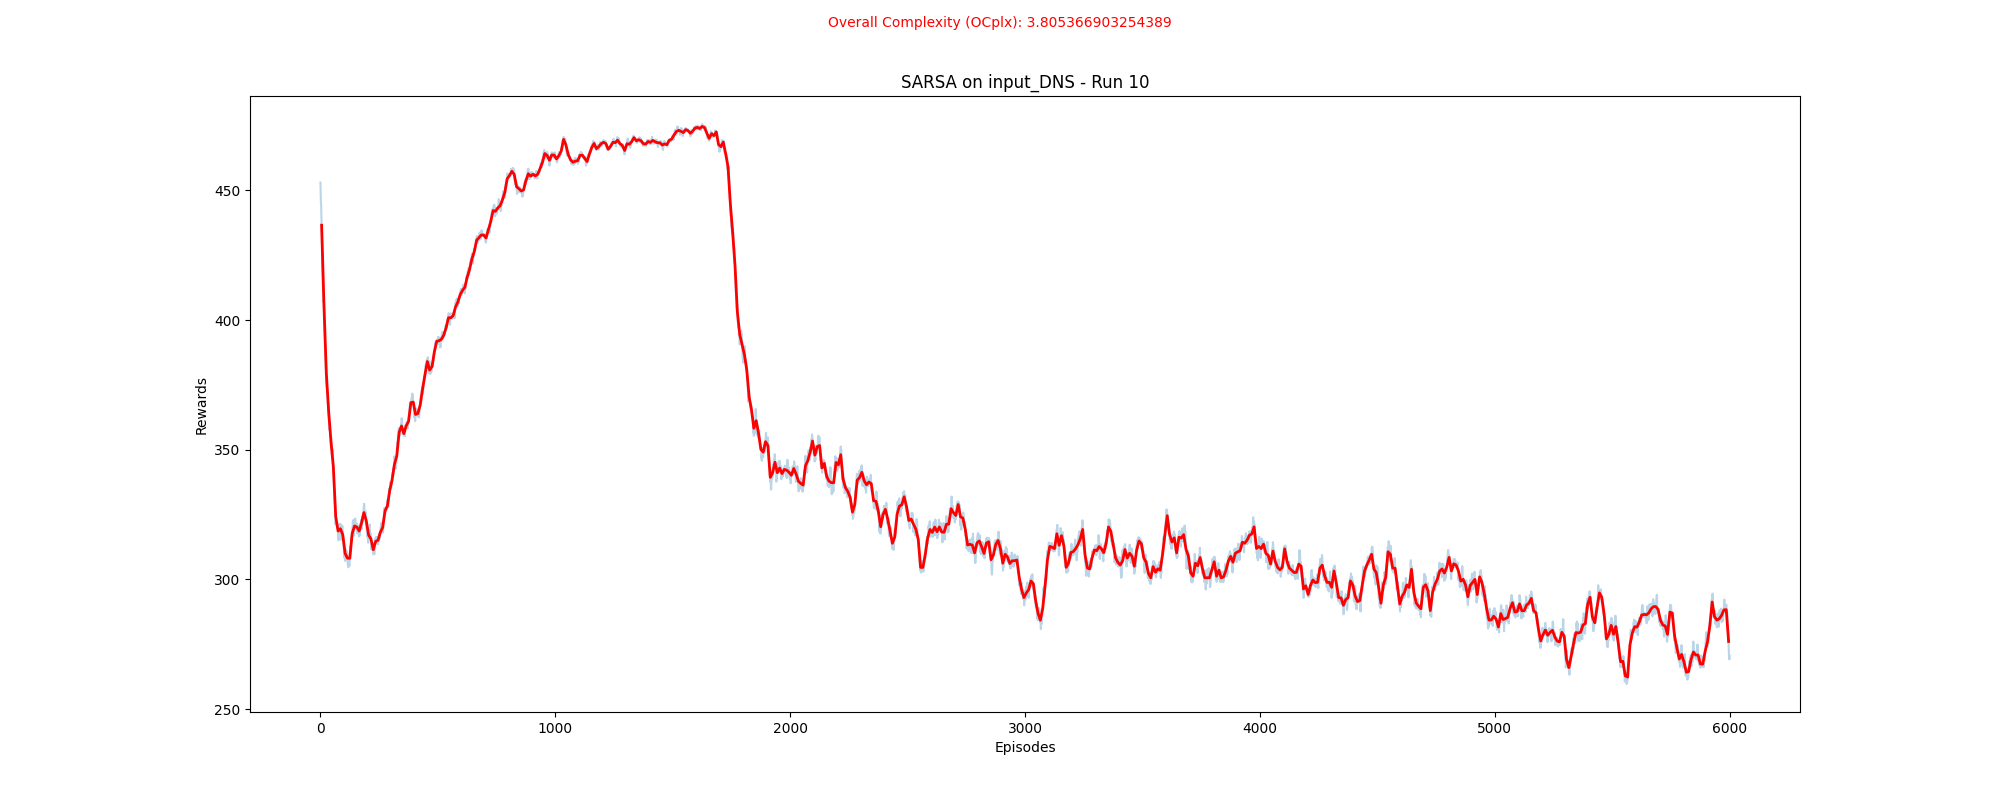 Overall Complexity (OCplx): 3.805366903254389
SARSA on input_DNS - Run 10
Rewards
450
400
350
300
250
0 1000 2000 3000 4000 5000 6000
Episodes